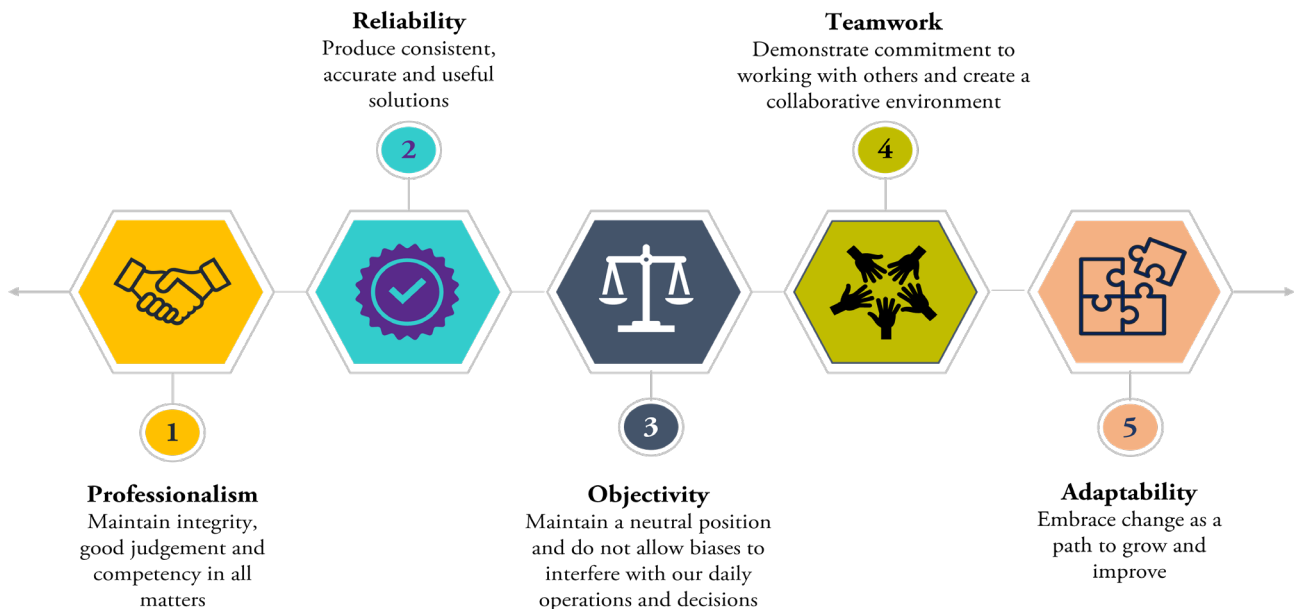 Reliability
Produce consistent,
accurate and useful
solutions
2
Teamwork
Demonstrate commitment to
working with others and create a
collaborative environment
4
1
Professionalism
Maintain integrity,
good judgement and
competency in all
matters
3
Objectivity
Maintain a neutral position
and do not allow biases to
interfere with our daily
operations and decisions
5
Adaptability
Embrace change as a
path to grow and
improve